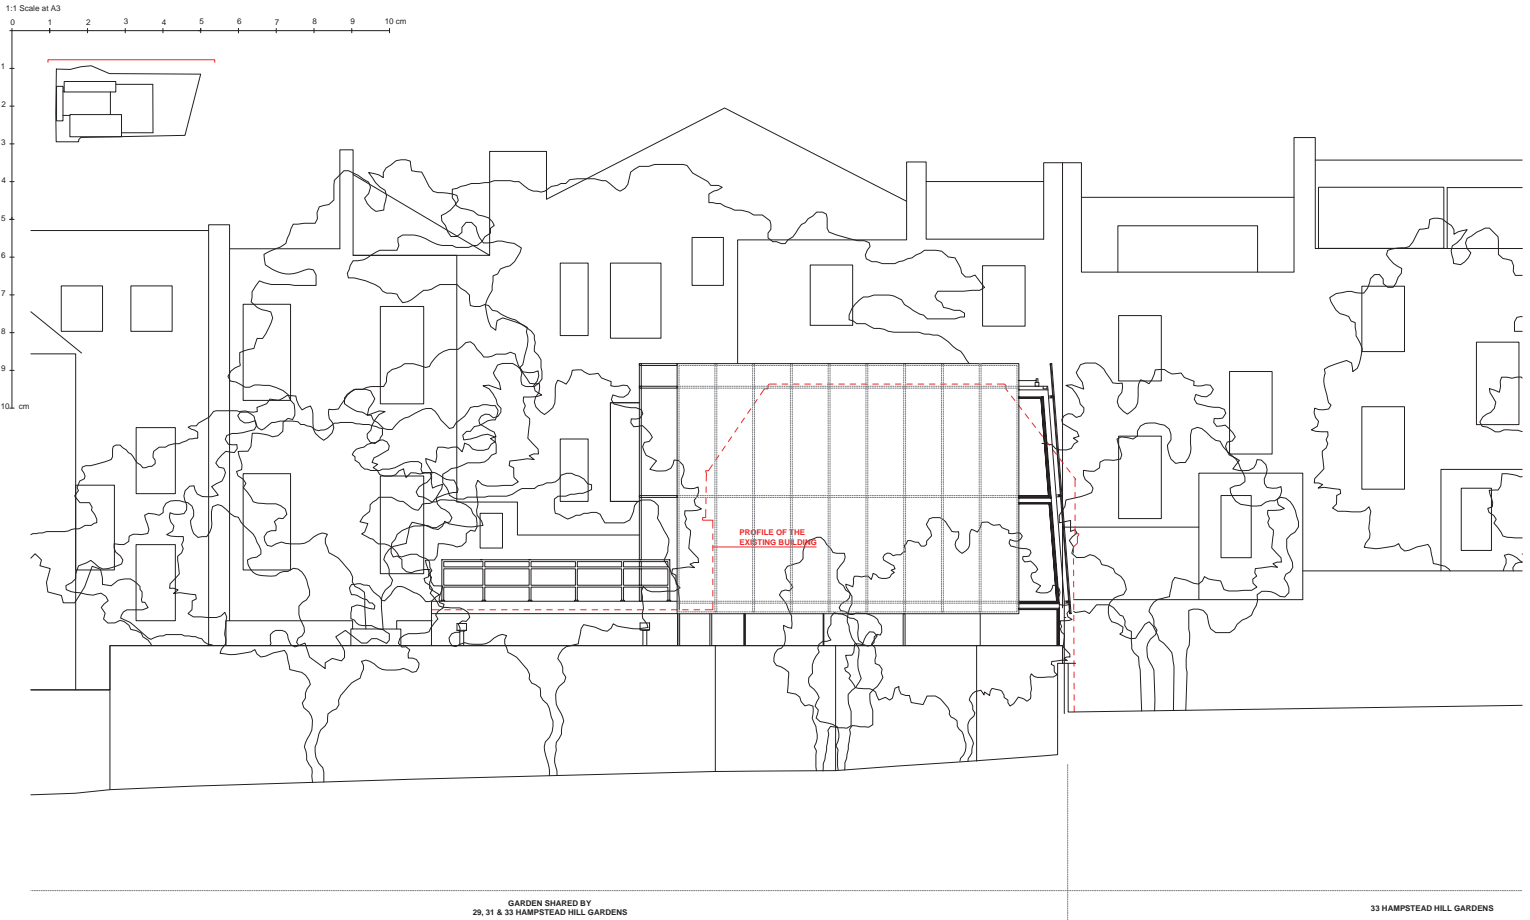 1:1 Scale at A3
0 1 2 3 4 5 6 7 8 9 10 cm
1
2
3
4
5
6
7
8
9
10 cm
PROFILE OF THE
EXISTING BUILDING
GARDEN SHARED BY
29, 31 & 33 HAMPSTEAD HILL GARDENS
33 HAMPSTEAD HILL GARDENS